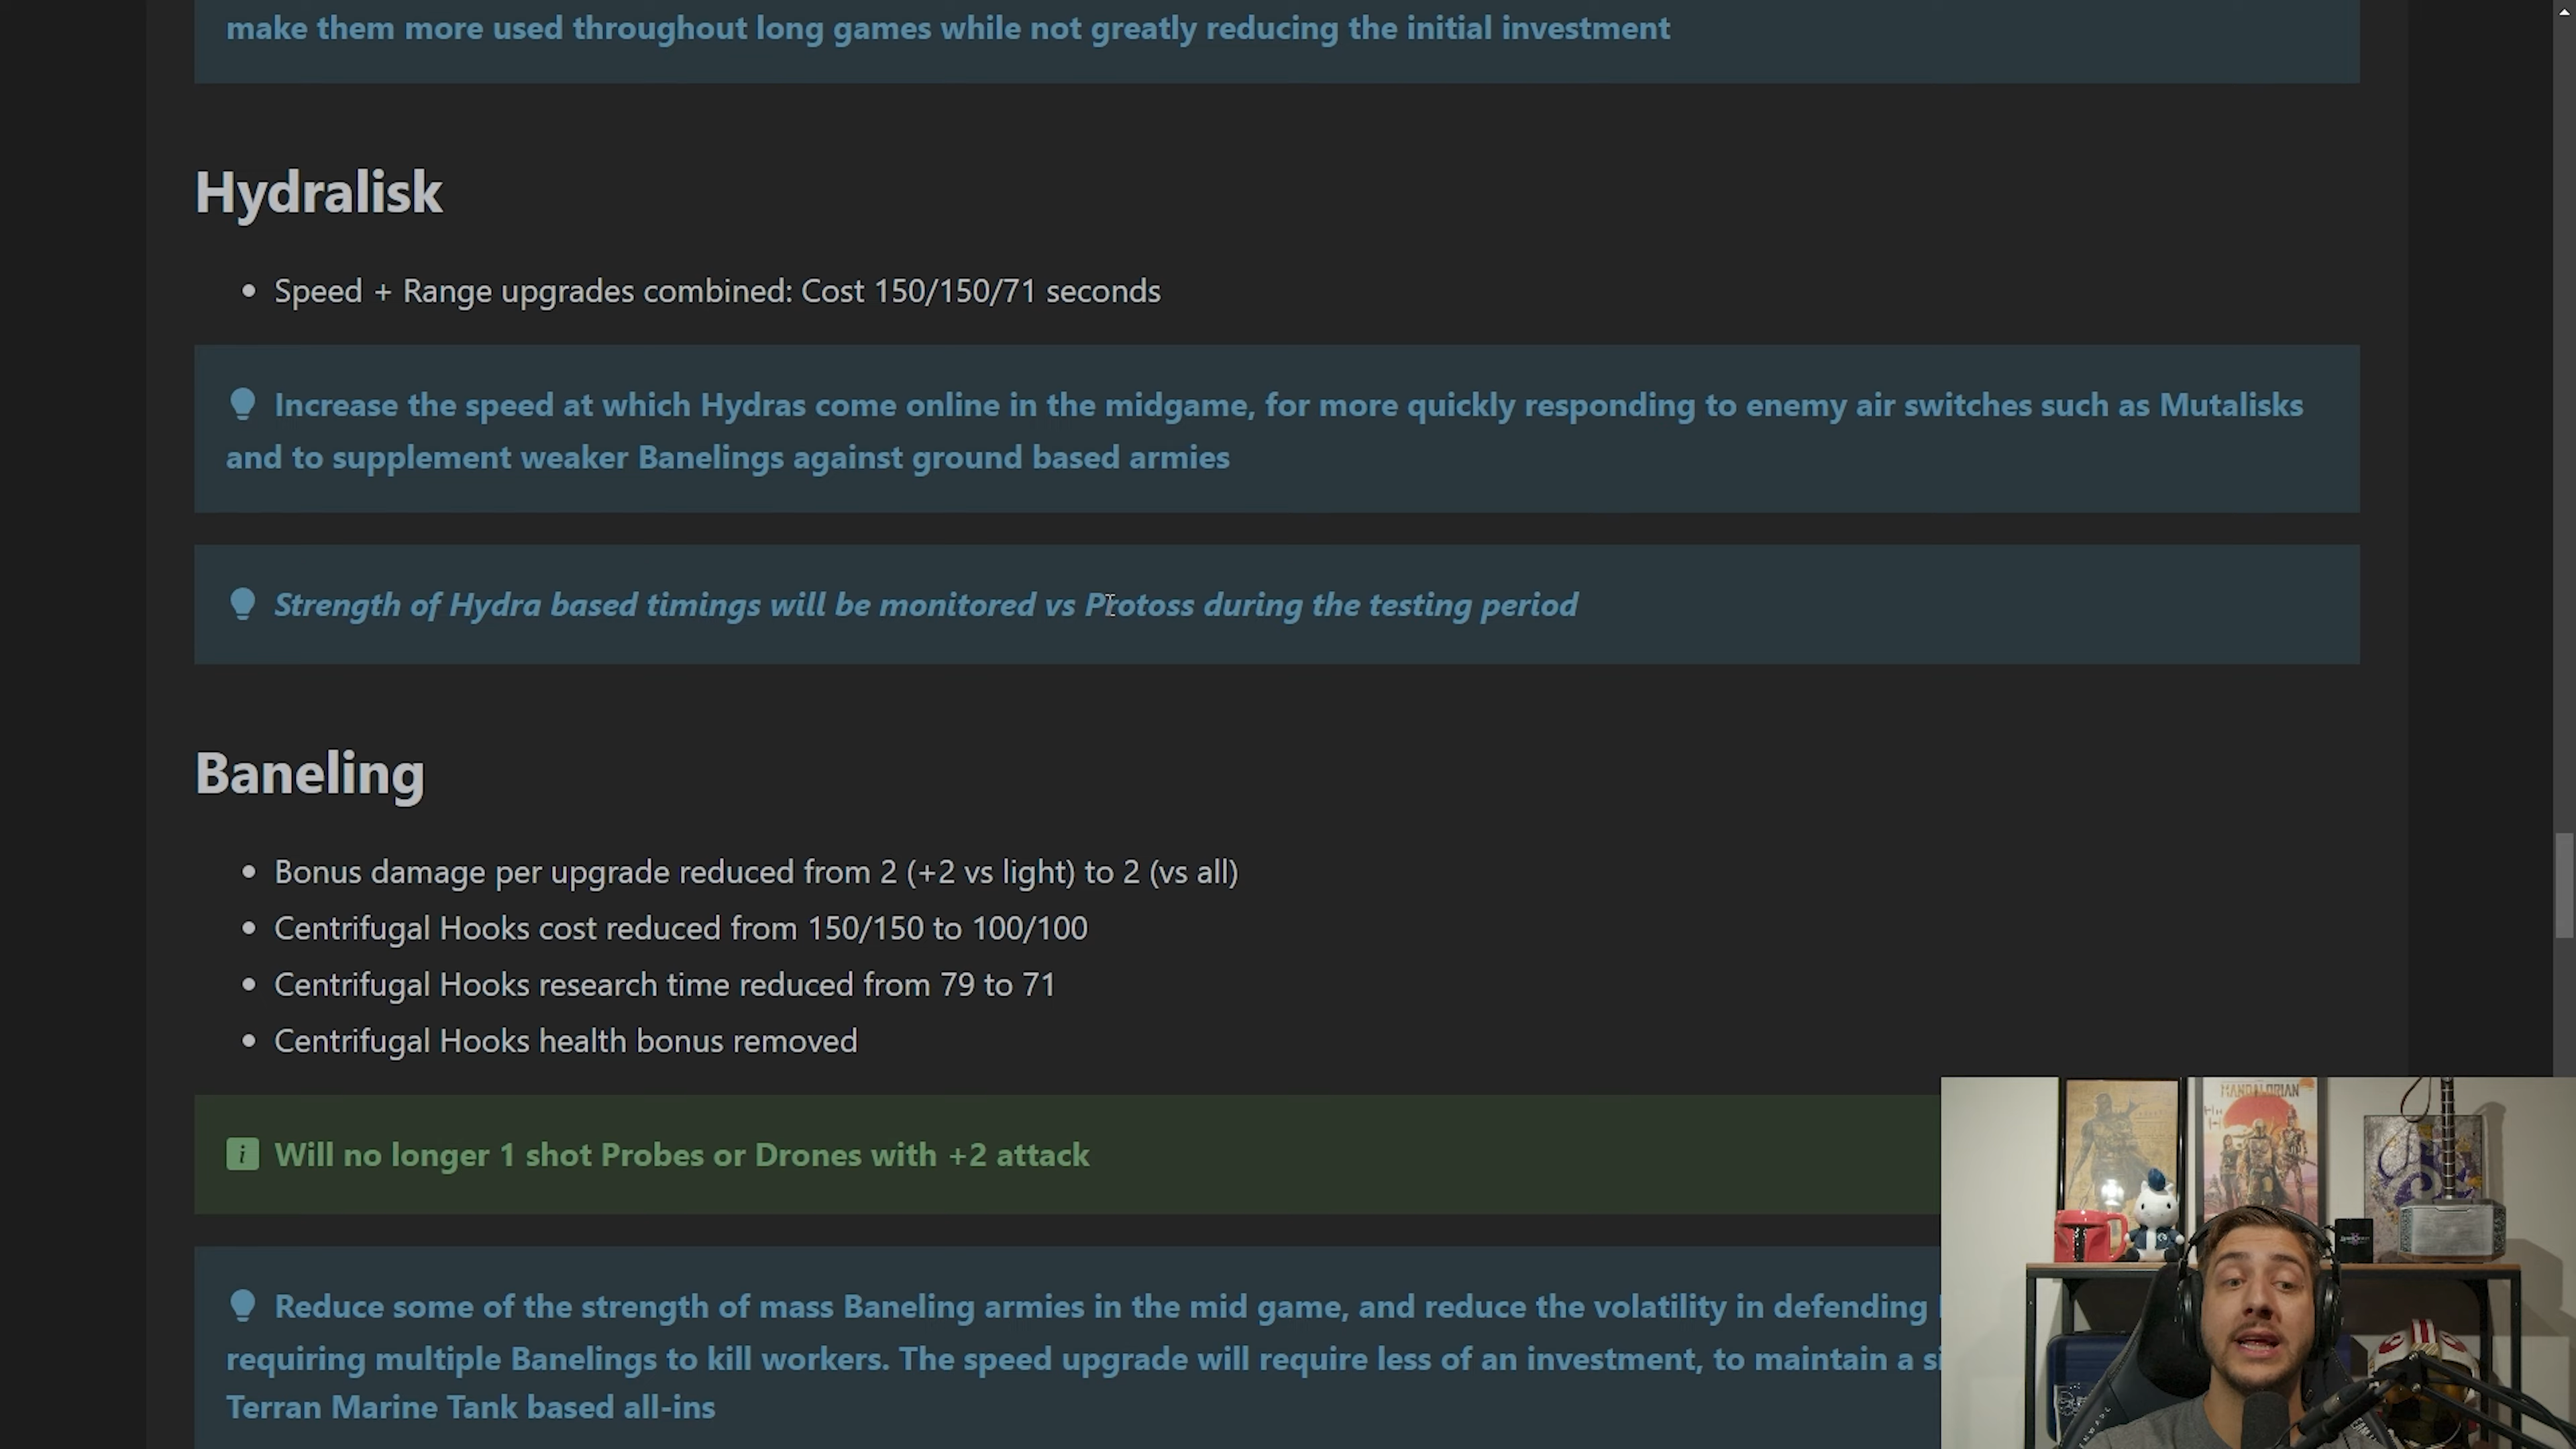 make them more used throughout long games while not greatly reducing the initial investment
Hydralisk
Speed + Range upgrades combined: Cost 150/150/71 seconds
Increase the speed at which Hydras come online in the midgame, for more quickly responding to enemy air switches such as Mutalisks
and to supplement weaker Banelings against ground based armies
Strength of Hydra based timings will be monitored vs Protoss during the testing period
Baneling
Bonus damage per upgrade reduced from 2 (+2 vs light) to 2 (vs all)
Centrifugal Hooks cost reduced from 150/150 to 100/100
Centrifugal Hooks research time reduced from 79 to 71
Centrifugal Hooks health bonus removed
Will no longer 1 shot Probes or Drones with +2 attack
Reduce some of the strength of mass Baneling armies in the mid game, and reduce the volatility in defending
requiring multiple Banelings to kill workers. The speed upgrade will require less of an investment, to maintain a
Terran Marine Tank based all-ins
MANDALORIAN